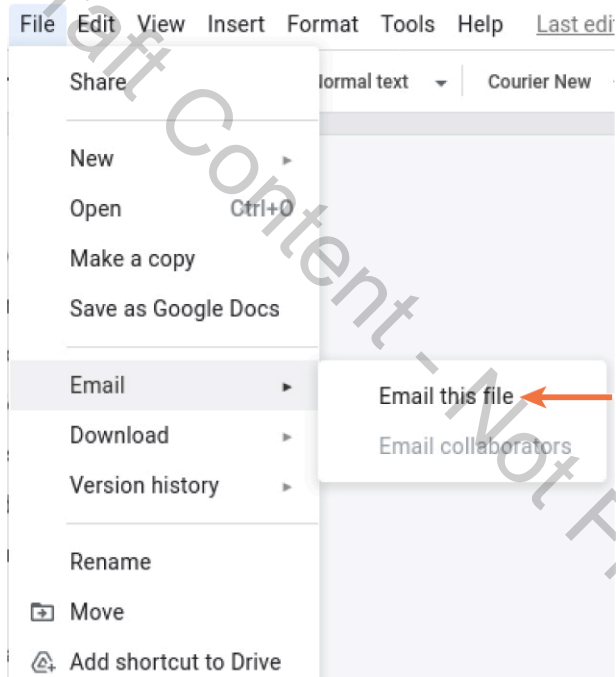 File Edit View Insert Format Tools Help Last edi
Share
Normal text Courier New
New
Open Ctrl+O
Make a copy
Save as Google Docs
Email
Email this file
Download
Email collaborators
Version history
Rename
Move
Add shortcut to Drive
raft Content - Not F